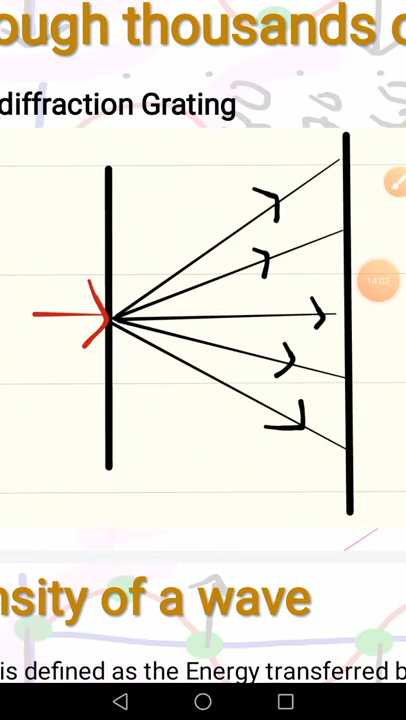 ough thousands
diffraction Grating
14:02
nsity of a wave
is defined as the Energy transferred b